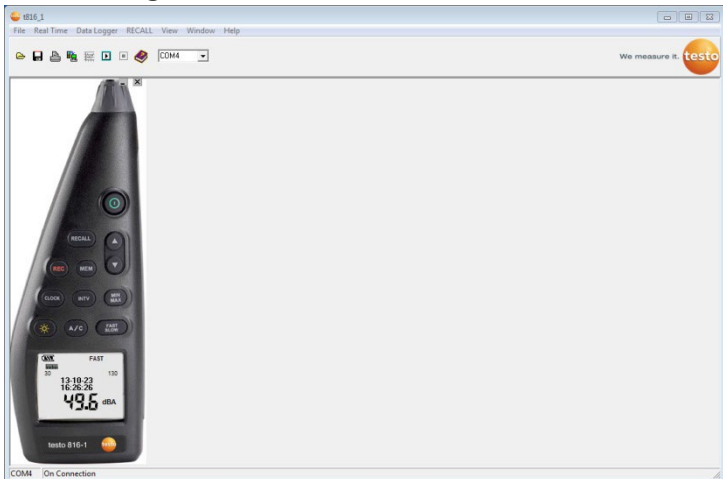 t816_1
File Real Time Data Logger RECALL View Window Help
COM4
We measure it. testo
RECALL
REC MEM
CLOCK INTV MIN MAX
A/C FAST SLOW
FAST
30 130
13-10-23
16:26:26
49.6 dBA
testo 816-1 testo
COM4 On Connection